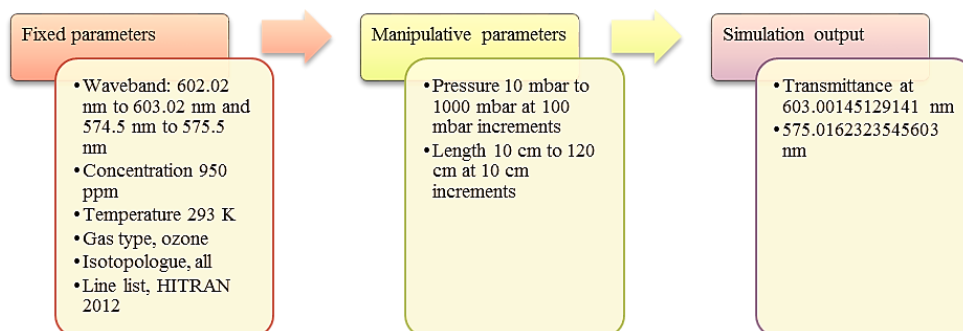 Fixed parameters
• Waveband: 602.02
nm to 603.02 nm and
574.5 nm to 575.5
nm
• Concentration 950
ppm
• Temperature 293 K
• Gas type, ozone
• Isotopologue, all
• Line list, HITRAN
2012
Manipulative parameters
• Pressure 10 mbar to
1000 mbar at 100
mbar increments
• Length 10 cm to 120
cm at 10 cm
increments
Simulation output
• Transmittance at
603.00145129141 nm
• 575.0162323545603
nm